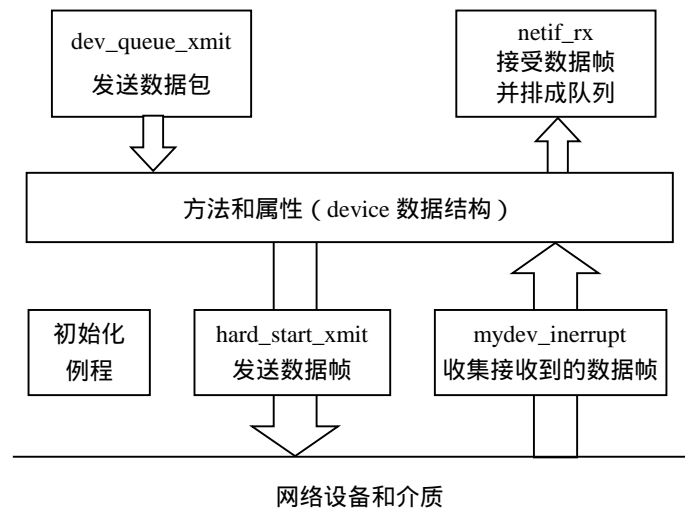 dev_queue_xmit
发送数据包
netif_rx
接受数据帧
并排成队列
方法和属性（device 数据结构）
初始化
例程
hard_start_xmit
发送数据帧
mydev_inerrupt
收集接收到的数据帧
网络设备和介质